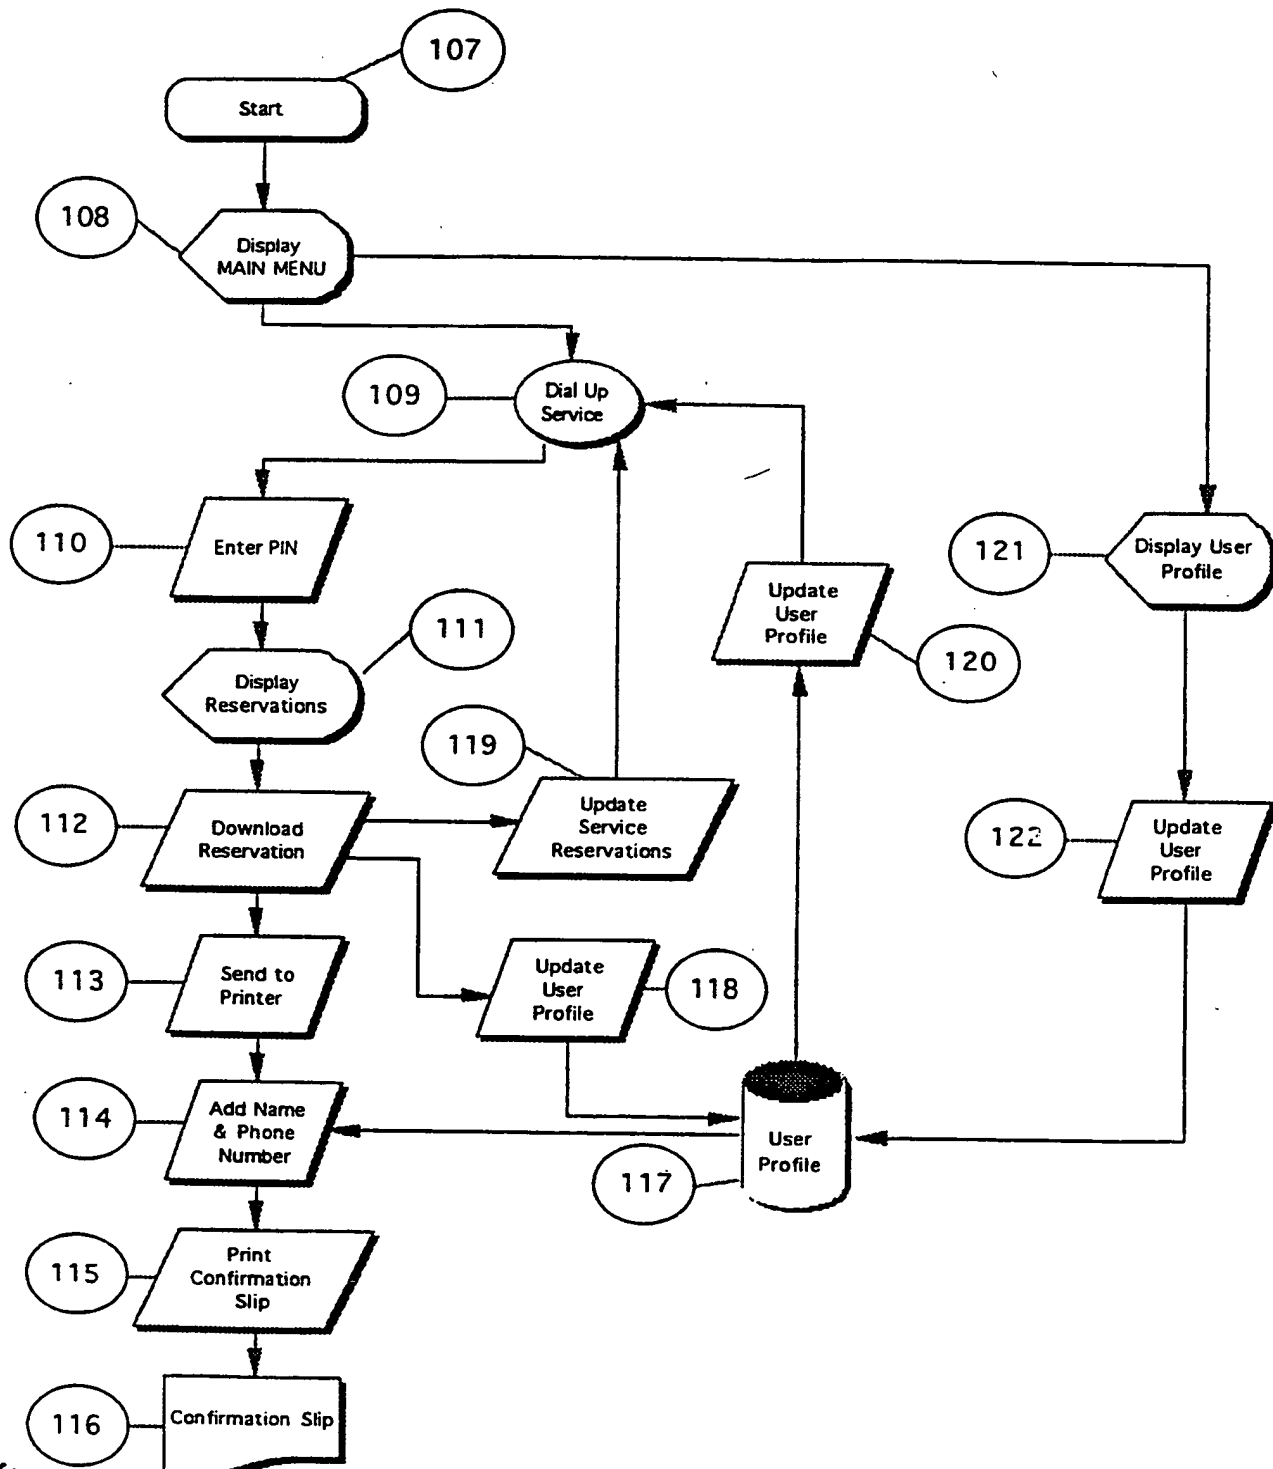 107
Start
108
Display
MAIN MENU
109
Dial Up
Service
110
Enter PIN
121
Display User
Profile
Update
User
Profile
120
111
Display
Reservations
119
Update
Service
Reservations
112
Download
Reservation
122
Update
User
Profile
113
Send to
Printer
Update
User
Profile
118
114
Add Name
& Phone
Number
User
Profile
117
115
Print
Confirmation
Slip
116
Confirmation Slip